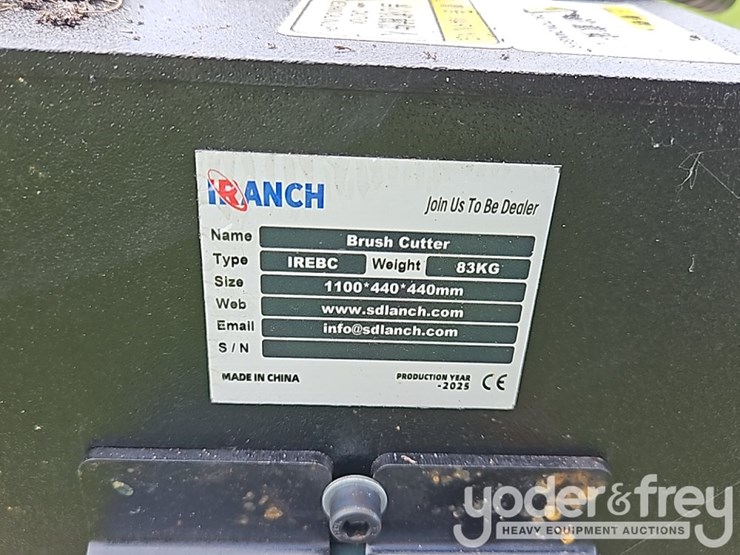 IRANCH
Join Us To Be Dealer
Name Brush Cutter
Type IREBC Weight 83KG
Size 1100*440*440mm
Web www.sdlanch.com
Email info@sdlanch.com
S / N
MADE IN CHINA
PRODUCTION YEAR
-2025
CE
yoder&frey
HEAVY EQUIPMENT AUCTIONS